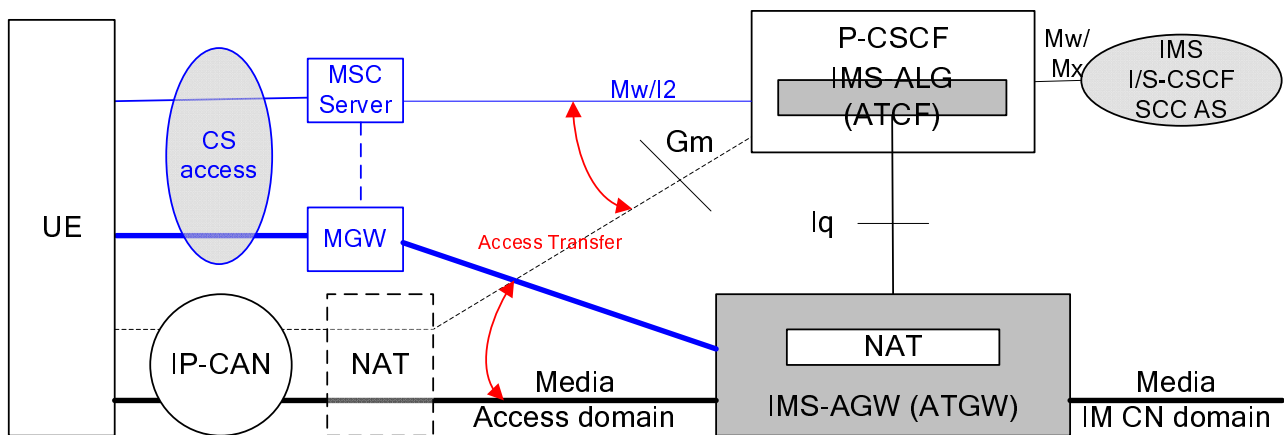 UE
CS
access
MSC
Server
MGW
IP-CAN
NAT
Mw/I2
Gm
Access Transfer
P-CSCF
IMS-ALG
(ATCF)
Mw/
Mx
IMS
I/S-CSCF
SCC AS
Iq
NAT
IMS-AGW (ATGW)
Media
Access domain
Media
IM CN domain